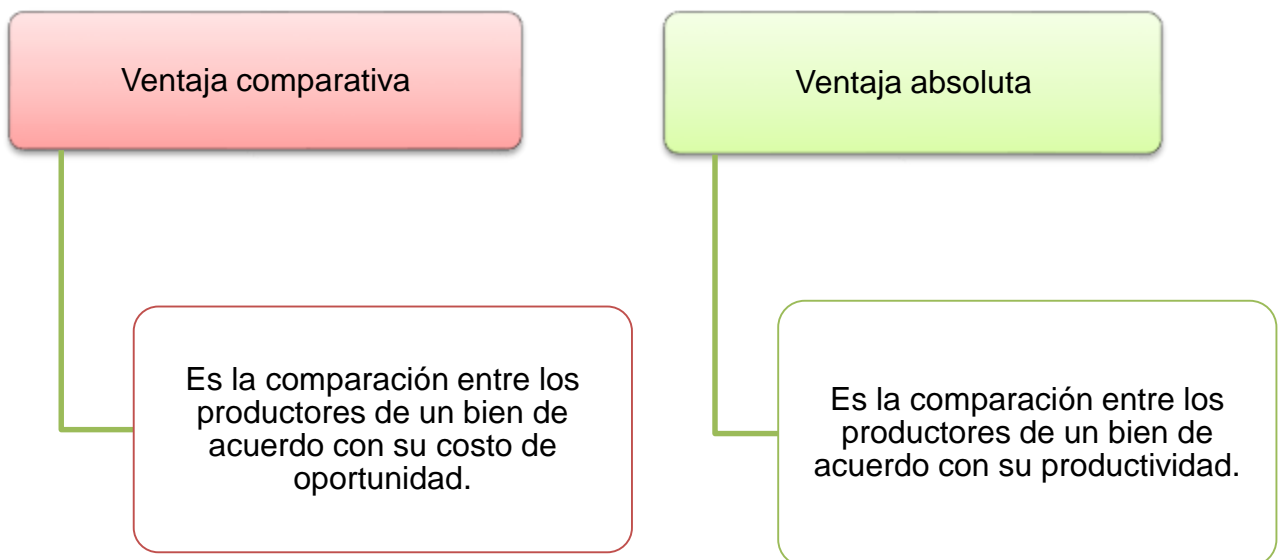 Ventaja comparativa
Ventaja absoluta
Es la comparación entre los
productores de un bien de
acuerdo con su costo de
oportunidad.
Es la comparación entre los
productores de un bien de
acuerdo con su productividad.